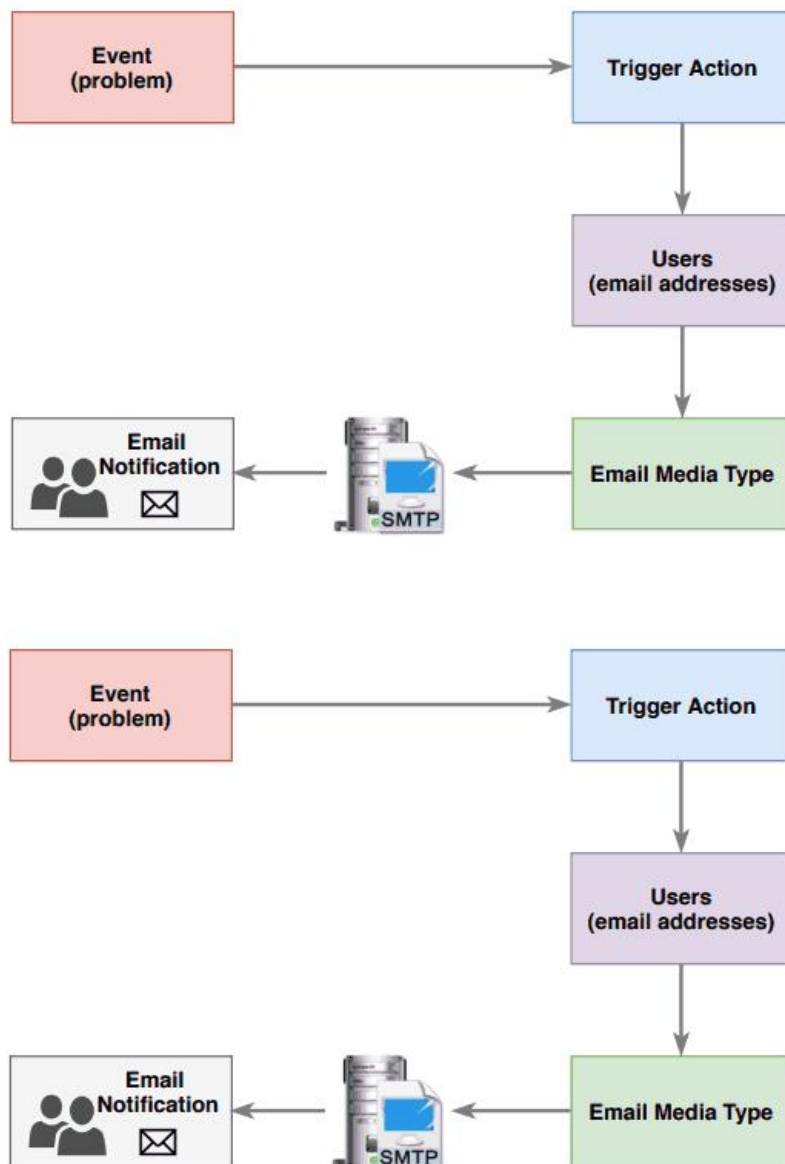 Event
(problem)
Trigger Action
Users
(email addresses)
Email
Notification
SMTP
Email Media Type
Event
(problem)
Trigger Action
Users
(email addresses)
Email
Notification
SMTP
Email Media Type